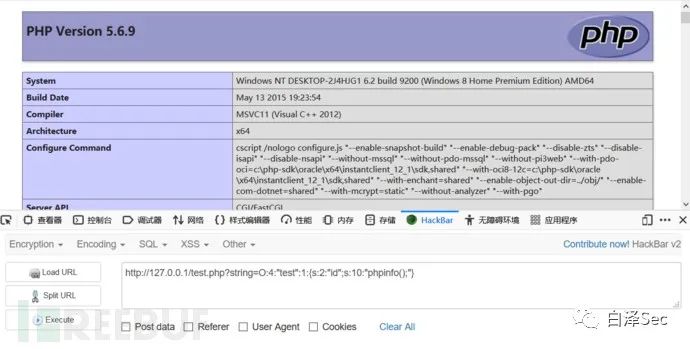 PHP Version 5.6.9
php
System Windows NT DESKTOP-2J4HJG1 6.2 build 9200 (Windows 8 Home Premium Edition) AMD64
Build Date May 13 2015 19:23:54
Compiler MSVC11 (Visual C++ 2012)
Architecture x64
Configure Command cscript /nologo configure.js "--enable-snapshot-build" "--enable-debug-pack" "--disable-zts" "--disable-
isapi" "--disable-nsapi" "--without-mssql" "--without-pdo-mssql" "--without-pi3web" "--with-pdo-
oci=c:\php-sdk\oracle\x64\instantclient_12_1\sdk,shared" "--with-oci8-12c=c:\php-sdk\oracle
\x64\instantclient_12_1\sdk,shared" "--with-enchant=shared" "--enable-object-out-dir=../obj/" "--enable-
com-dotnet=shared" "--with-mcrypt=static" "--without-analyzer" "--with-pgo"
Server API CGI/FastCGI
查看器 控制台 调试器 网络 样式编辑器 性能 内存 存储 HackBar 无障碍环境 应用程序
Encryption Encoding SQL XSS Other Contribute now! HackBar v2
Load URL http://127.0.0.1/test.php?string=O:4:"test":1:{s:2:"id";s:10:"phpinfo();"}
Split URL
Execute
Post data Referer User Agent Cookies Clear All
REEBUF
白泽Sec